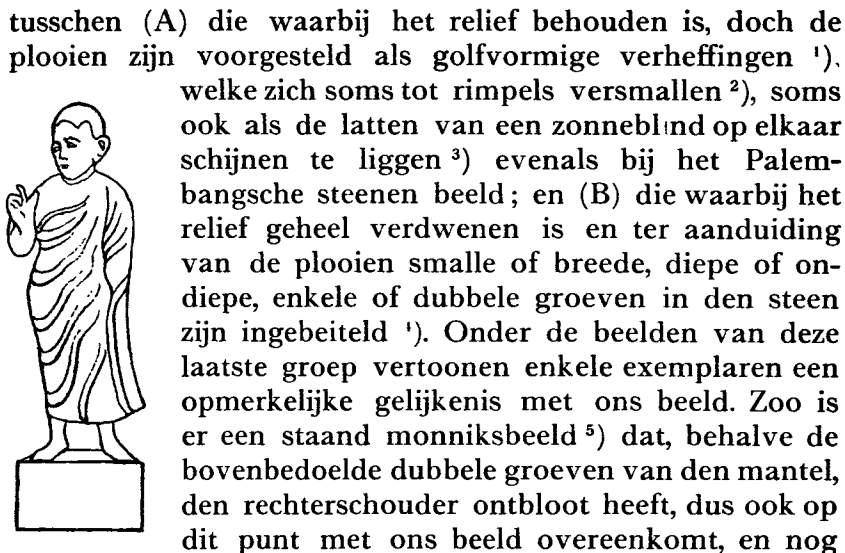 tusschen (A) die waarbij het relief behouden is, doch de
plooien zijn voorgesteld als golfvormige verheffingen ¹),
welke zich soms tot rimpels versmallen ²), soms
ook als de latten van een zonneblind op elkaar
schijnen te liggen ³) evenals bij het Palem-
bangsche steenen beeld; en (B) die waarbij het
relief geheel verdwenen is en ter aanduiding
van de plooien smalle of breede, diepe of on-
diepe, enkele of dubbele groeven in den steen
zijn ingebeiteld ⁴). Onder de beelden van deze
laatste groep vertoonen enkele exemplaren een
opmerkelijke gelijkenis met ons beeld. Zoo is
er een staand monniksbeeld ⁵) dat, behalve de
bovenbedoelde dubbele groeven van den mantel,
den rechterschouder ontbloot heeft, dus ook op
dit punt met ons beeld overeenkomt, en nog